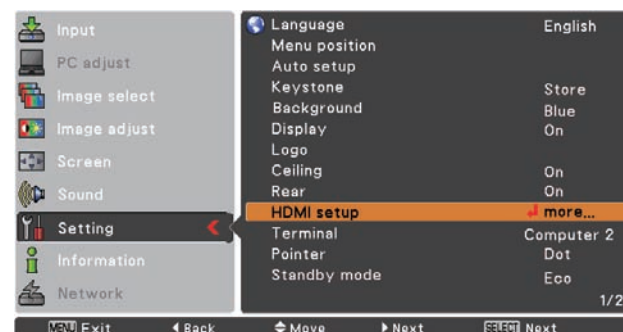 Input
PC adjust
Image select
Image adjust
Screen
Sound
Setting
Information
Network
Language English
Menu position
Auto setup
Keystone Store
Background Blue
Display On
Logo
Ceiling On
Rear On
HDMI setup more...
Terminal Computer 2
Pointer Dot
Standby mode Eco
1/2
MENU Exit Back Move Next SELECT Next